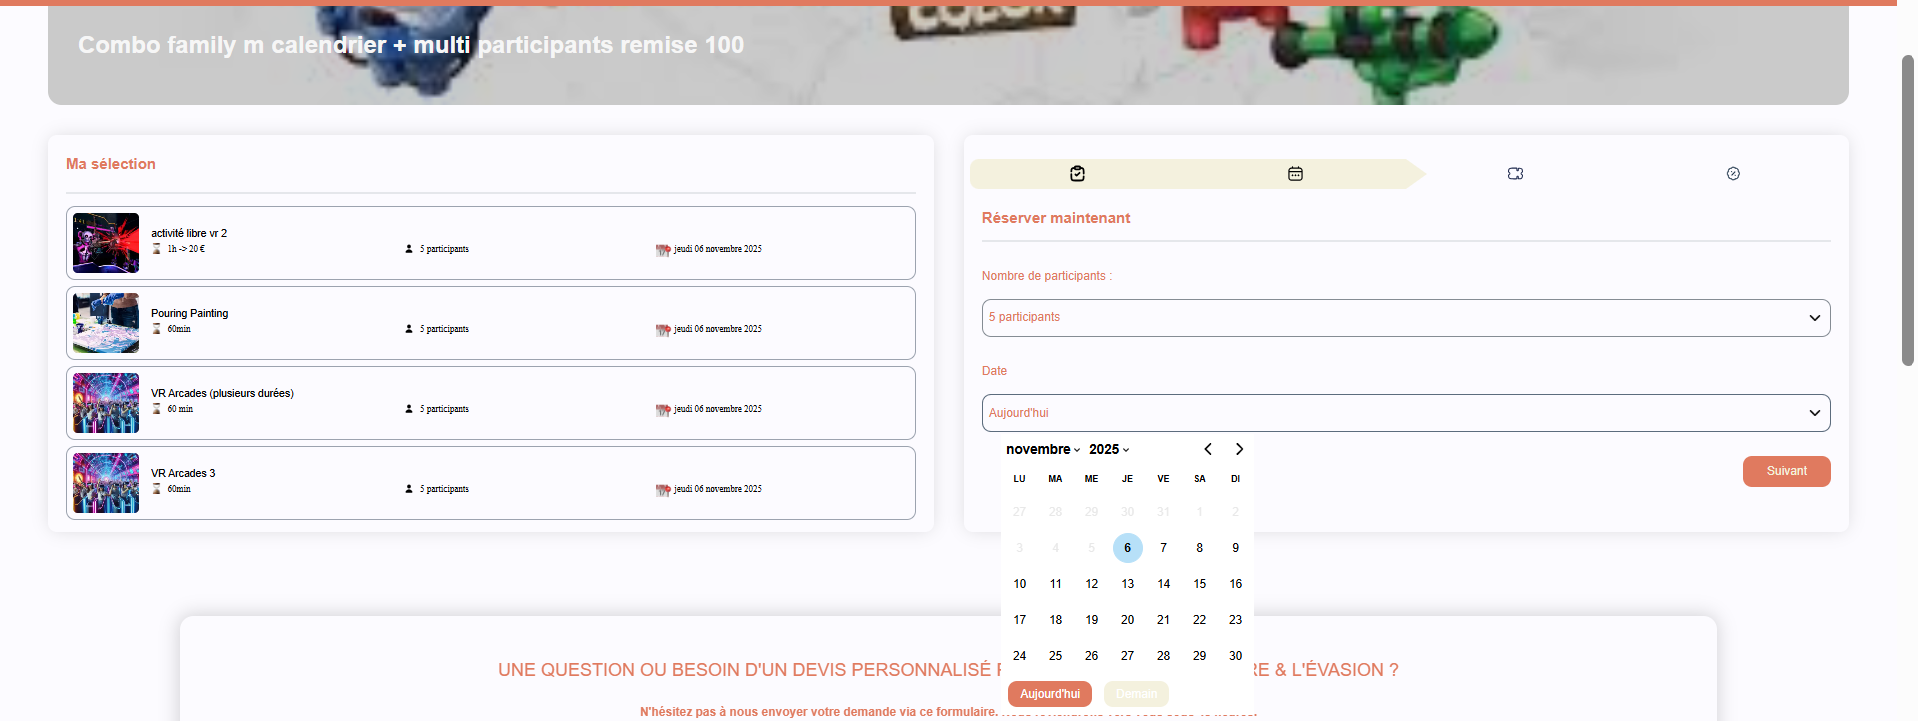 Combo family m calendrier + multi participants remise 100
Ma sélection
activité libre vr 2
1h -> 20 €
5 participants
jeudi 06 novembre 2025
Pouring Painting
60min
5 participants
jeudi 06 novembre 2025
VR Arcades (plusieurs durées)
60 min
5 participants
jeudi 06 novembre 2025
VR Arcades 3
60min
5 participants
jeudi 06 novembre 2025
Réserver maintenant
Nombre de participants :
5 participants
Date
Aujourd'hui
novembre 2025
LU MA ME JE VE SA DI
27 28 29 30 31 1 2
3 4 5 6 7 8 9
10 11 12 13 14 15 16
17 18 19 20 21 22 23
24 25 26 27 28 29 30
Aujourd'hui Demain
Suivant
UNE QUESTION OU BESOIN D'UN DEVIS PERSONNALISÉ RE & L'ÉVASION ?
N'hésitez pas à nous envoyer votre demande via ce formulaire.